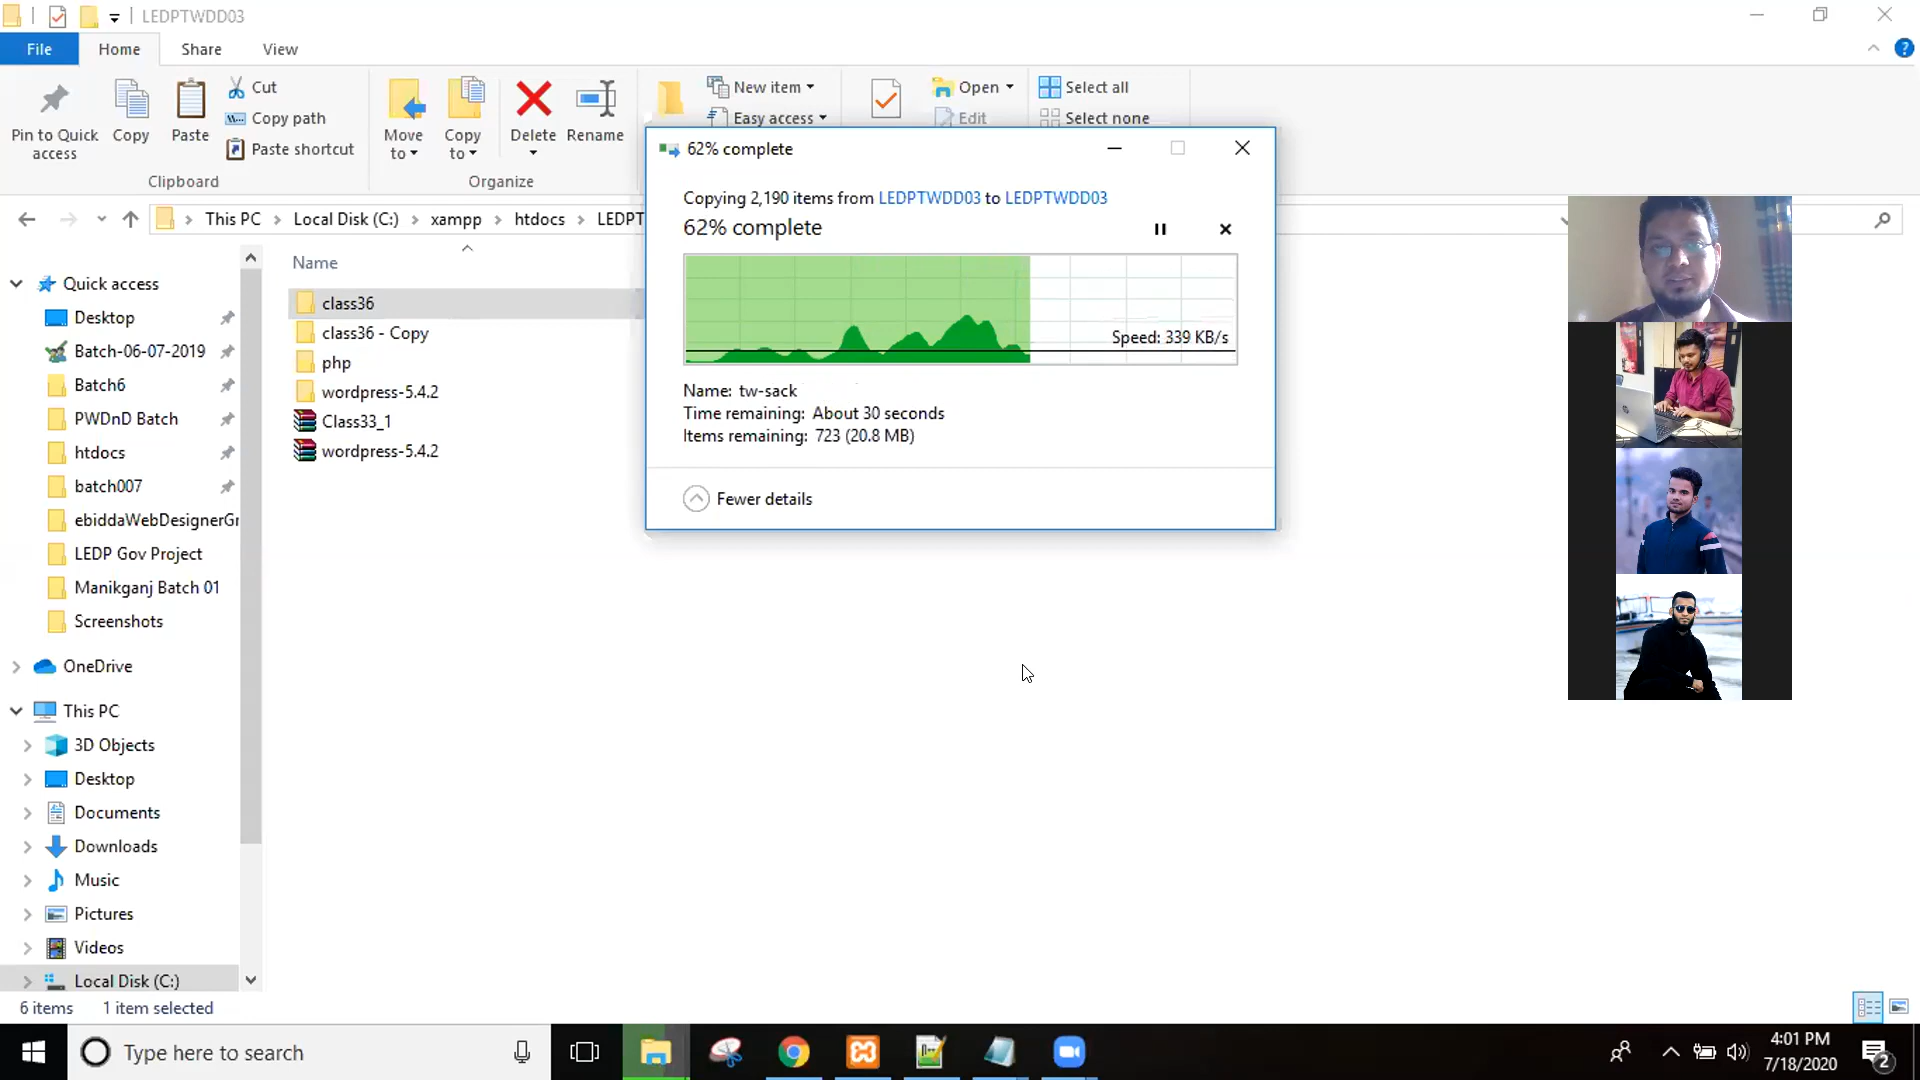 LEDPTWDD03
File
Home
Share
View
Pin to Quick access
Copy
Paste
Cut
Copy path
Paste shortcut
Clipboard
Move to
Copy to
Delete
Rename
Organize
New item
Easy access
Open
Edit
Select all
Select none
This PC
Local Disk (C:)
xampp
htdocs
LEDPT
62% complete
Copying 2,190 items from LEDPTWDD03 to LEDPTWDD03
62% complete
Speed: 339 KB/s
Name: tw-sack
Time remaining: About 30 seconds
Items remaining: 723 (20.8 MB)
Fewer details
Name
class36
class36 - Copy
php
wordpress-5.4.2
Class33_1
wordpress-5.4.2
Quick access
Desktop
Batch-06-07-2019
Batch6
PWDnD Batch
htdocs
batch007
ebiddaWebDesignerGr
LEDP Gov Project
Manikganj Batch 01
Screenshots
OneDrive
This PC
3D Objects
Desktop
Documents
Downloads
Music
Pictures
Videos
Local Disk (C:)
6 items
1 item selected
Type here to search
4:01 PM
7/18/2020
2